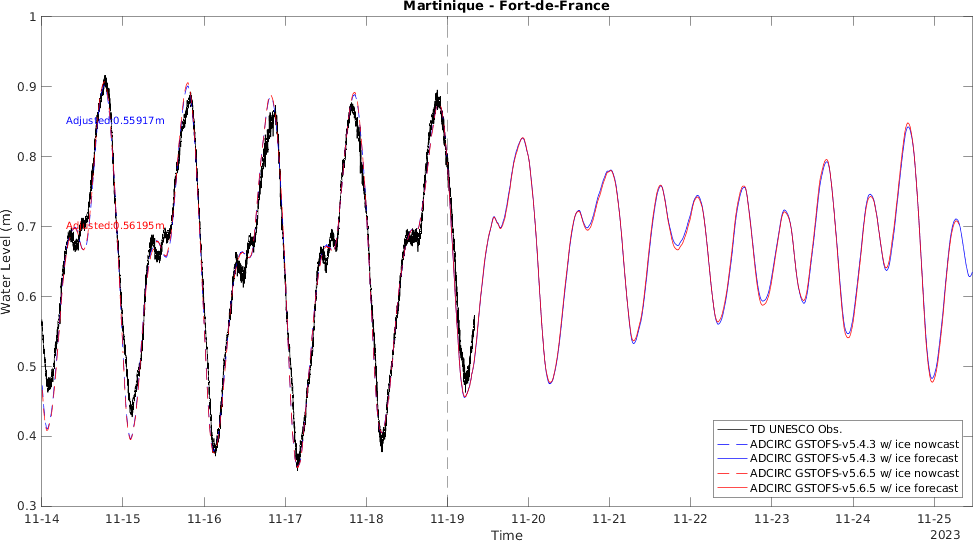 Martinique - Fort-de-France
Water Level (m)
1
0.9
0.8
0.7
0.6
0.5
0.4
0.3
Adjusted:0.55917m
Adjusted:0.56195m
TD UNESCO Obs.
ADCIRC GSTOFS-v5.4.3 w/ ice nowcast
ADCIRC GSTOFS-v5.4.3 w/ ice forecast
ADCIRC GSTOFS-v5.6.5 w/ ice nowcast
ADCIRC GSTOFS-v5.6.5 w/ ice forecast
11-14 11-15 11-16 11-17 11-18 11-19 11-20 11-21 11-22 11-23 11-24 11-25
Time
2023